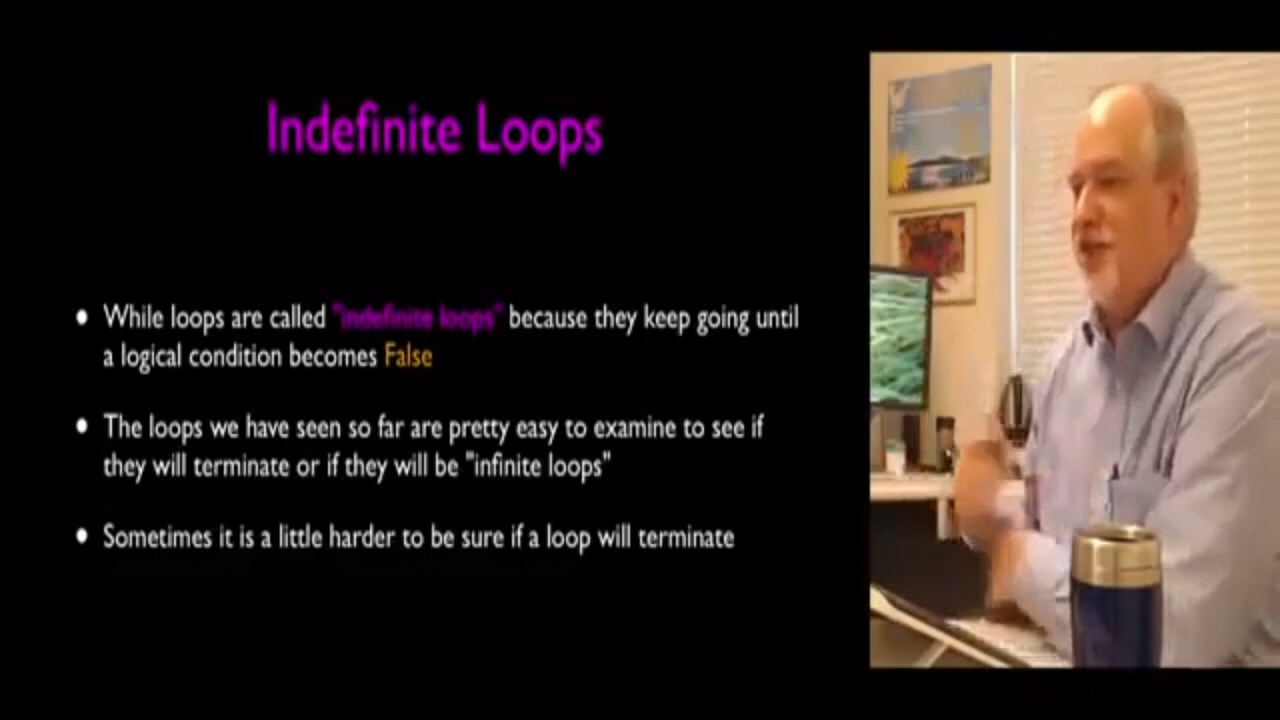 Indefinite Loops
• While loops are called "indefinite loops" because they keep going until
a logical condition becomes False
• The loops we have seen so far are pretty easy to examine to see if
they will terminate or if they will be "infinite loops"
• Sometimes it is a little harder to be sure if a loop will terminate